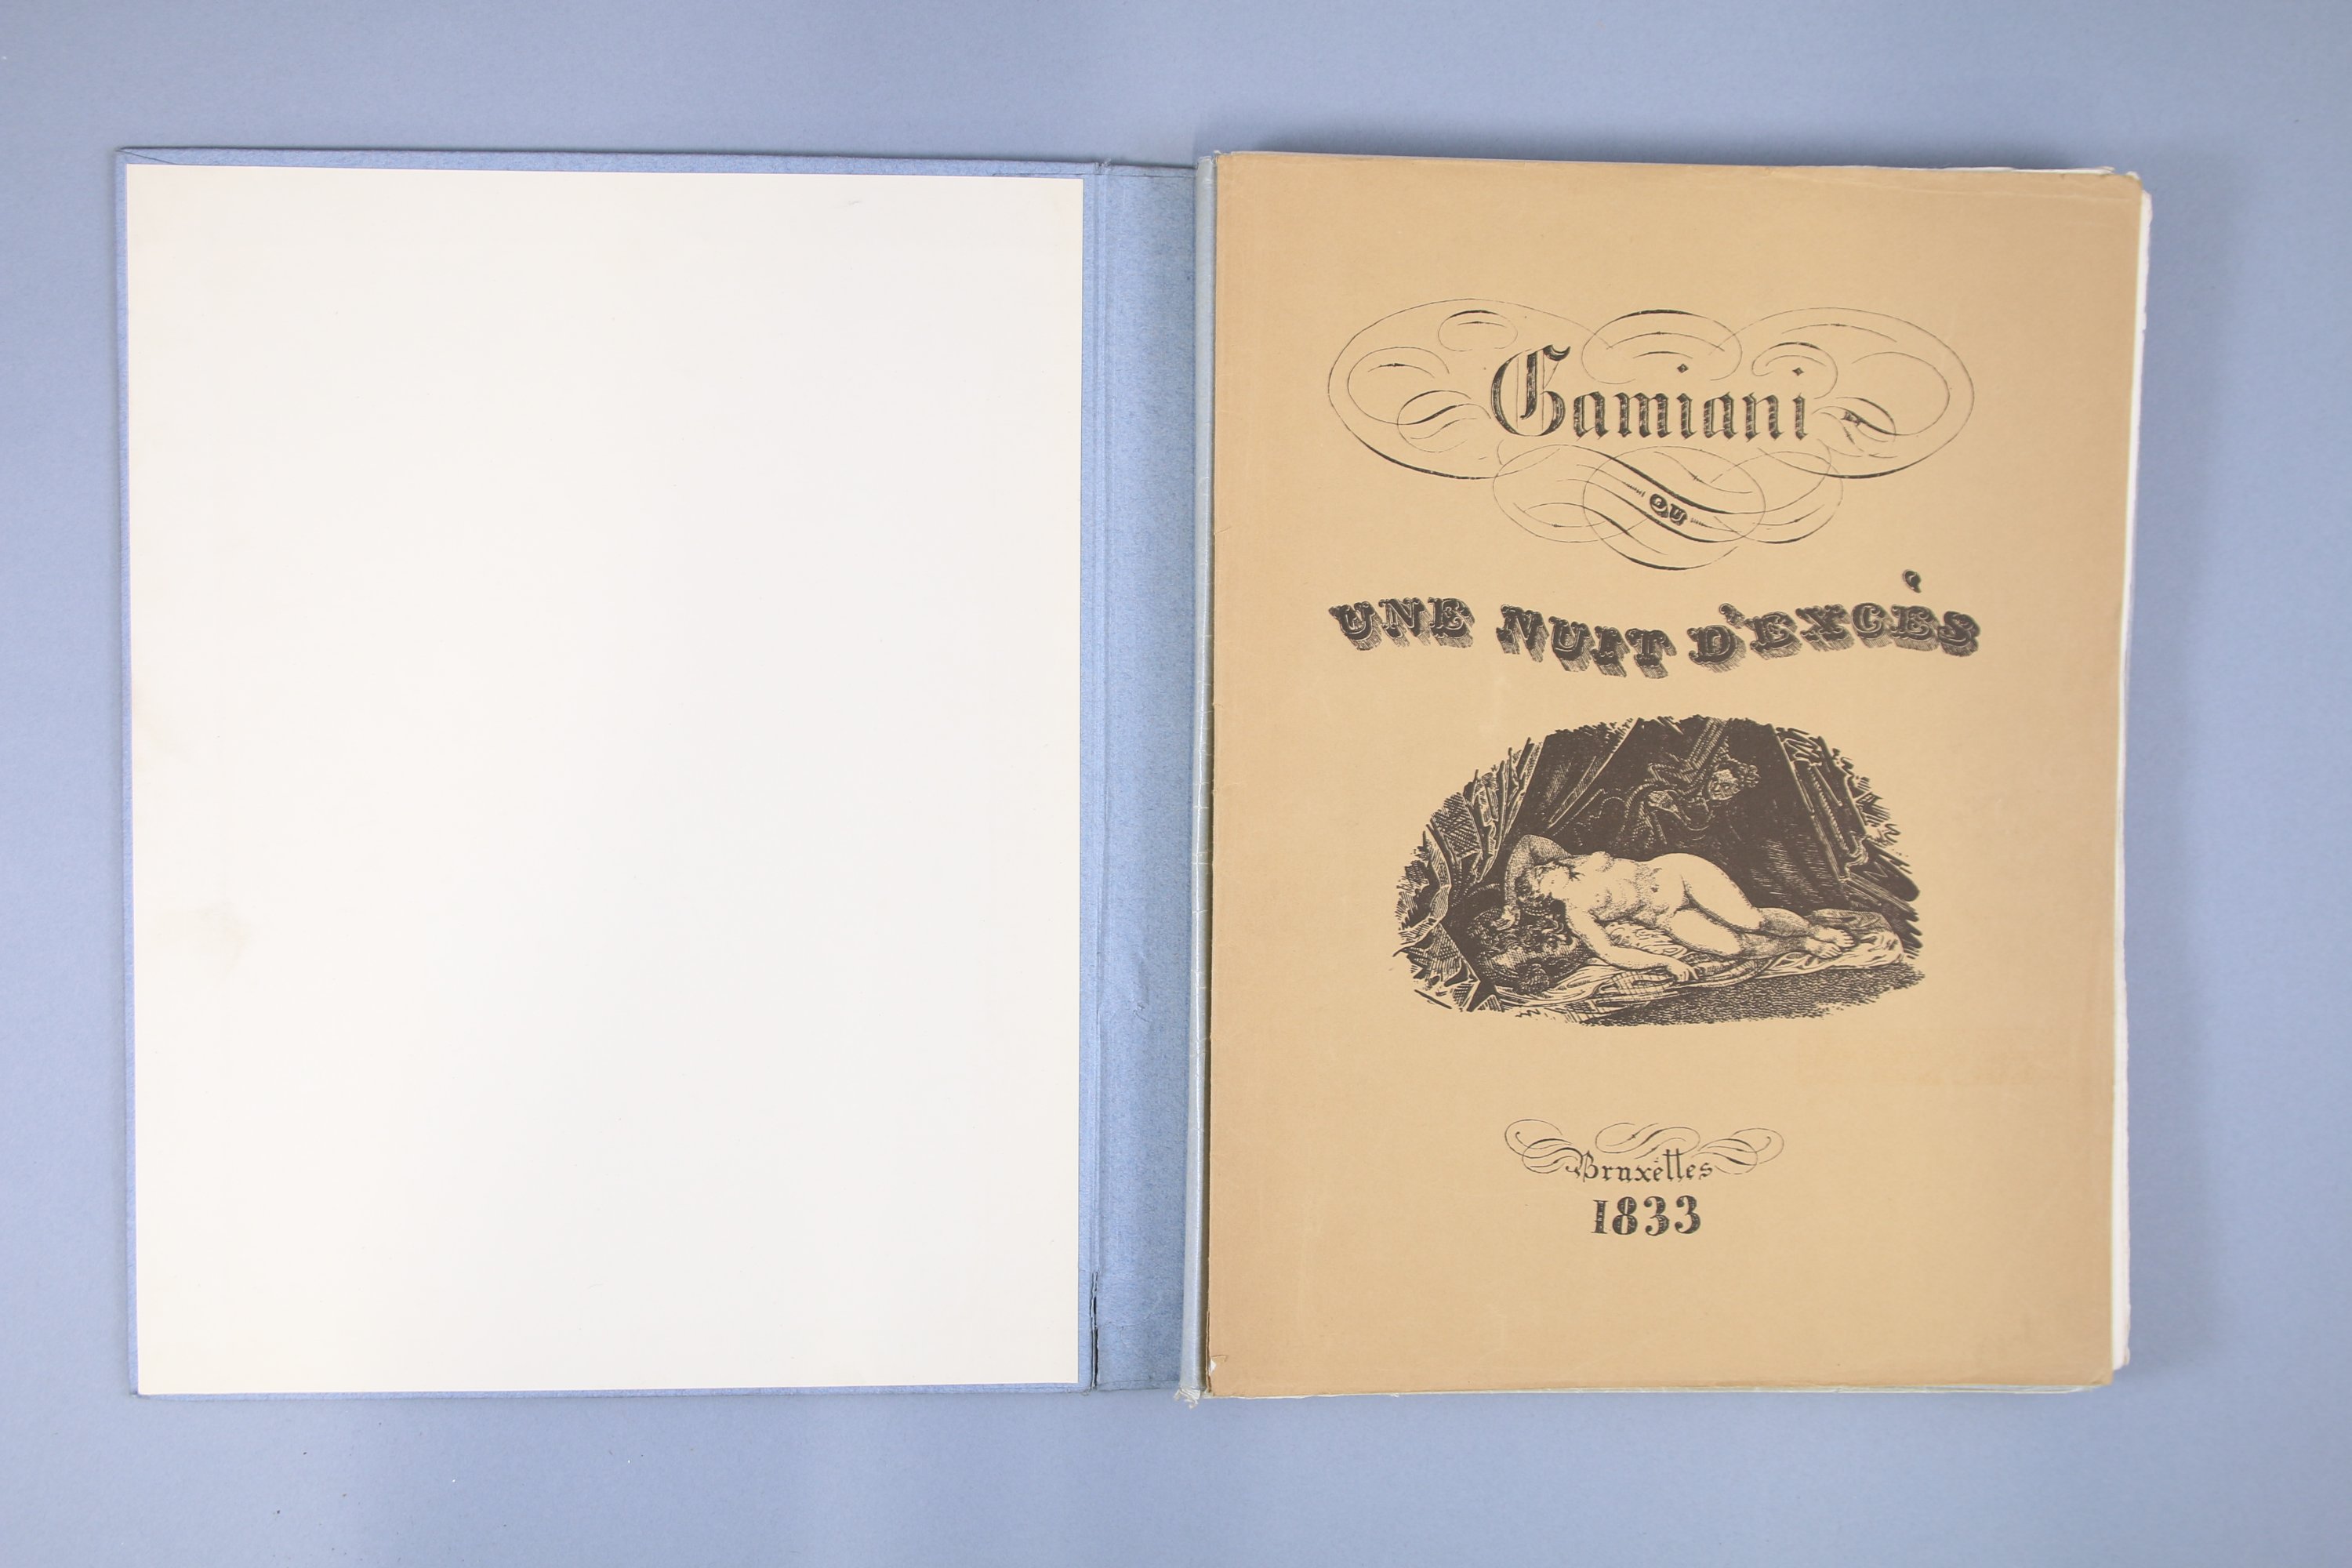 Gamiani
OU
UNE NUIT D'EXCÈS
Bruxelles
1833